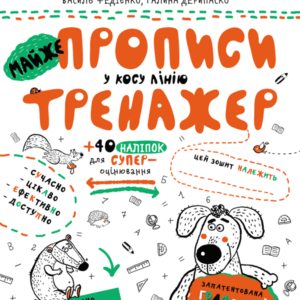 ВАСИЛЬ ФЕДІЄНКО, ГАЛИНА ДЕРИПАСКО
МАЙЖЕ
ПРОПИСИ
У КОСУ ЛІНІЮ
ТРЕНАЖЕР
+40 НАЛІПОК
для СУПЕР–
оцінювання
ЦЕЙ ЗОШИТ НАЛЕЖИТЬ
- СУЧАСНО
- ЦІКАВО
- ЕФЕКТИВНО
- ДОСТУПНО
ЗАПАТЕНТОВАНА